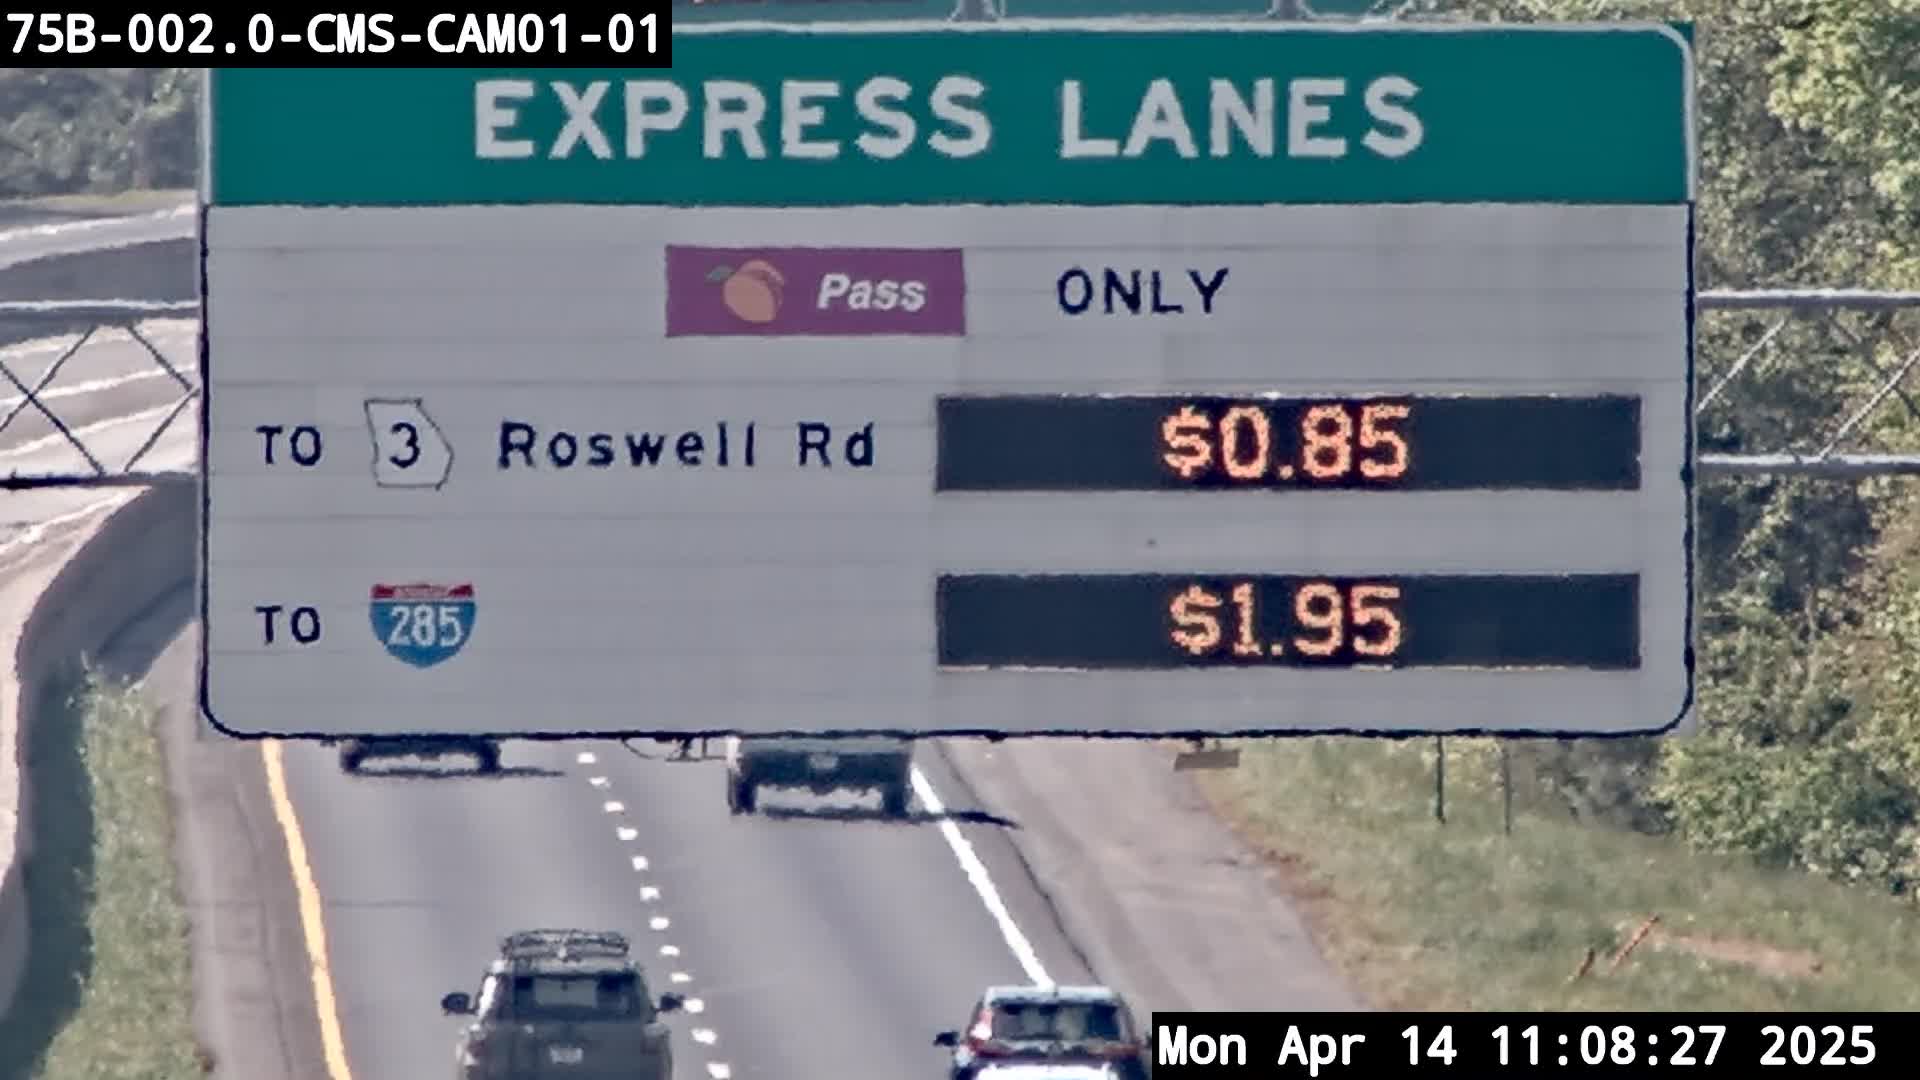 75B-002.0-CMS-CAM01-01
EXPRESS LANES
Pass ONLY
TO 3 Roswell Rd $0.85
TO 285 $1.95
Mon Apr 14 11:08:27 2025